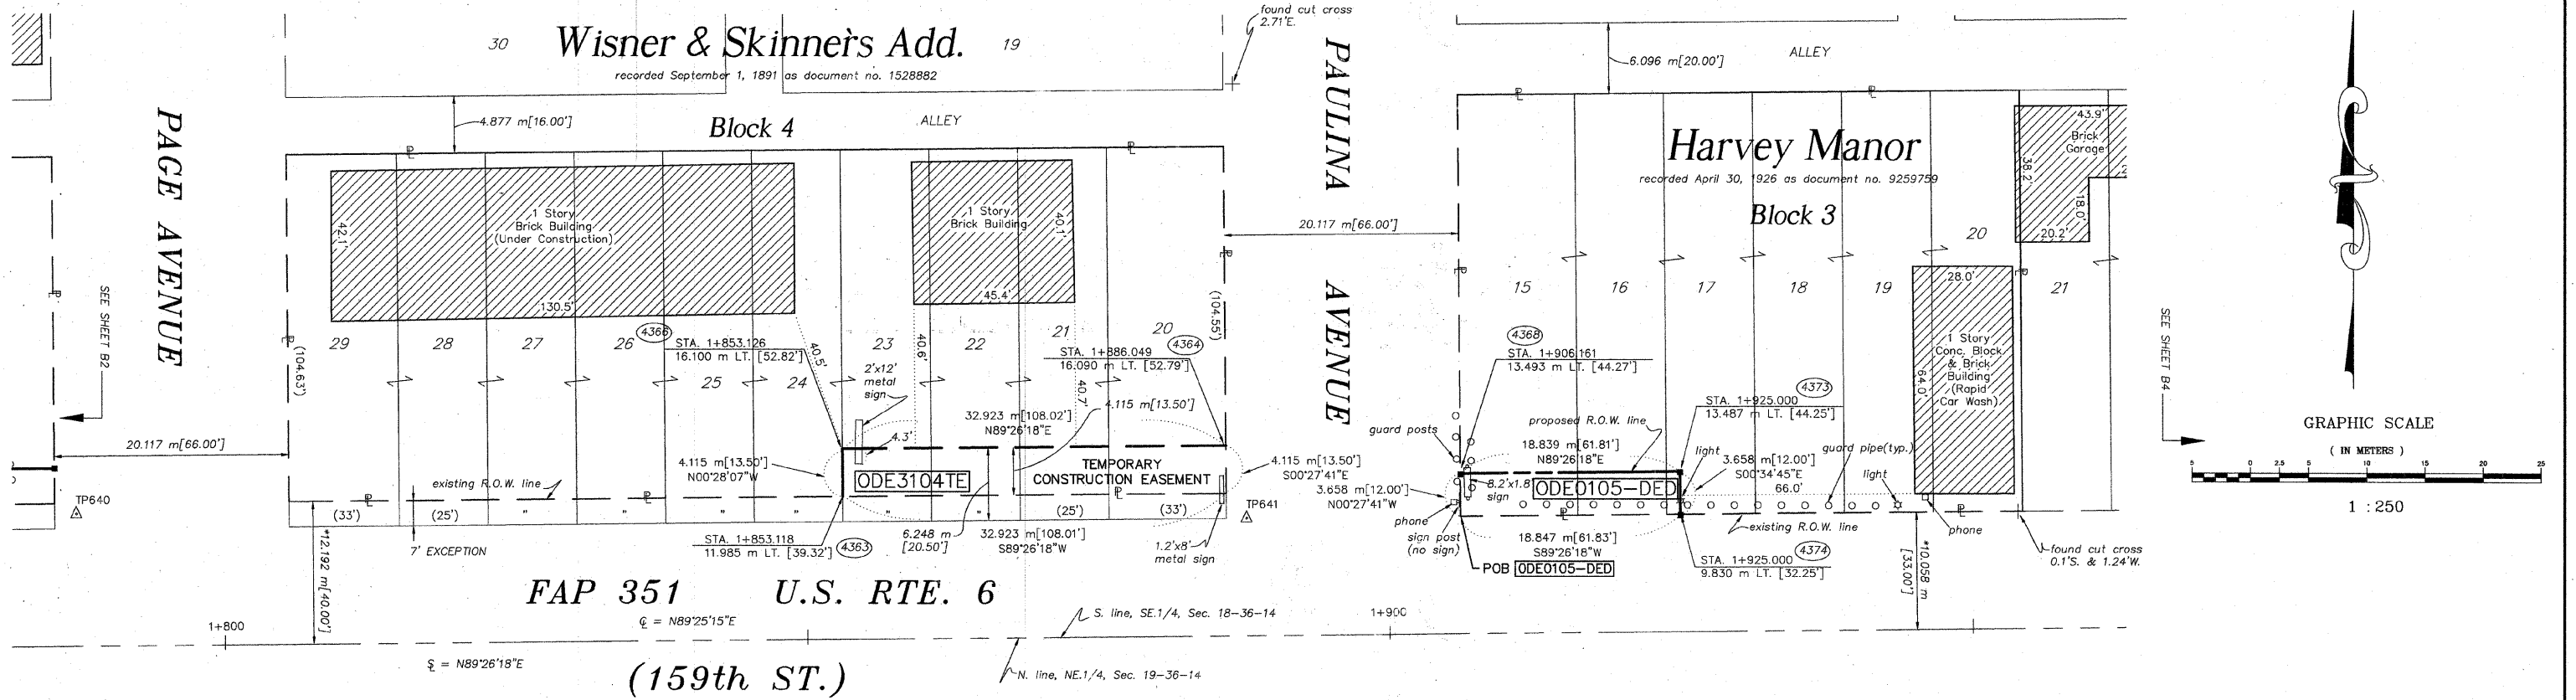 found cut cross
2.71'E.
30
Wisner & Skinner's Add.
19
recorded September 1, 1891 as document no. 1528882
4.877 m[16.00']
Block 4
ALLEY
PAGE AVENUE
SEE SHEET B2
20.117 m[66.00']
TP640
1 Story
Brick Building
(Under Construction)
42.1'
130.5'
1 Story
Brick Building
40.1'
45.4'
(104.63')
(104.55')
29
28
27
26
25
24
23
22
21
20
4366
STA. 1+853.126
16.100 m LT. [52.82']
40.5'
40.6'
40.7'
2'x12'
metal
sign
4.3'
STA. 1+886.049
16.090 m LT. [52.79']
4364
32.923 m[108.02']
N89°26'18"E
4.115 m[13.50']
4.115 m[13.50']
N00°28'07"W
ODE3104TE
TEMPORARY
CONSTRUCTION EASEMENT
4.115 m[13.50']
S00°27'41"E
existing R.O.W. line
(33')
(25')
"
"
"
"
"
(25')
(33')
7' EXCEPTION
*12.192 m[40.00']
STA. 1+853.118
11.985 m LT. [39.32']
4363
6.248 m
[20.50']
32.923 m[108.01']
S89°26'18"W
1.2'x8'
metal sign
TP641
PAULINA
AVENUE
20.117 m[66.00']
6.096 m[20.00']
ALLEY
Harvey Manor
recorded April 30, 1926 as document no. 9259759
Block 3
43.9'
Brick
Garage
38.2'
18.0'
20.2'
2
15
16
17
18
19
20
21
28.0'
64.0'
1 Story
Conc. Block
& Brick
Building
(Rapid
Car Wash)
4368
STA. 1+906.161
13.493 m LT. [44.27']
4373
STA. 1+925.000
13.487 m LT. [44.25']
guard posts
proposed R.O.W. line
18.839 m[61.81']
N89°26'18"E
light
3.658 m[12.00']
S00°34'45"E
66.0'
guard pipe(typ.)
light
3.658 m[12.00']
N00°27'41"W
8.2'x1.8'
sign
ODE0105-DED
phone
sign post
(no sign)
existing R.O.W. line
phone
18.847 m[61.83']
S89°26'18"W
POB ODE0105-DED
4374
STA. 1+925.000
9.830 m LT. [32.25']
*10.058 m
[33.00']
found cut cross
0.1'S. & 1.24'W.
SEE SHEET B4
GRAPHIC SCALE
( IN METERS )
5 0 2.5 5 10 15 20 25
1 : 250
FAP 351 U.S. RTE. 6
℄ = N89°25'15"E
1+800
1+900
S. line, SE.1/4, Sec. 18-36-14
℄ = N89°26'18"E
(159th ST.)
N. line, NE.1/4, Sec. 19-36-14